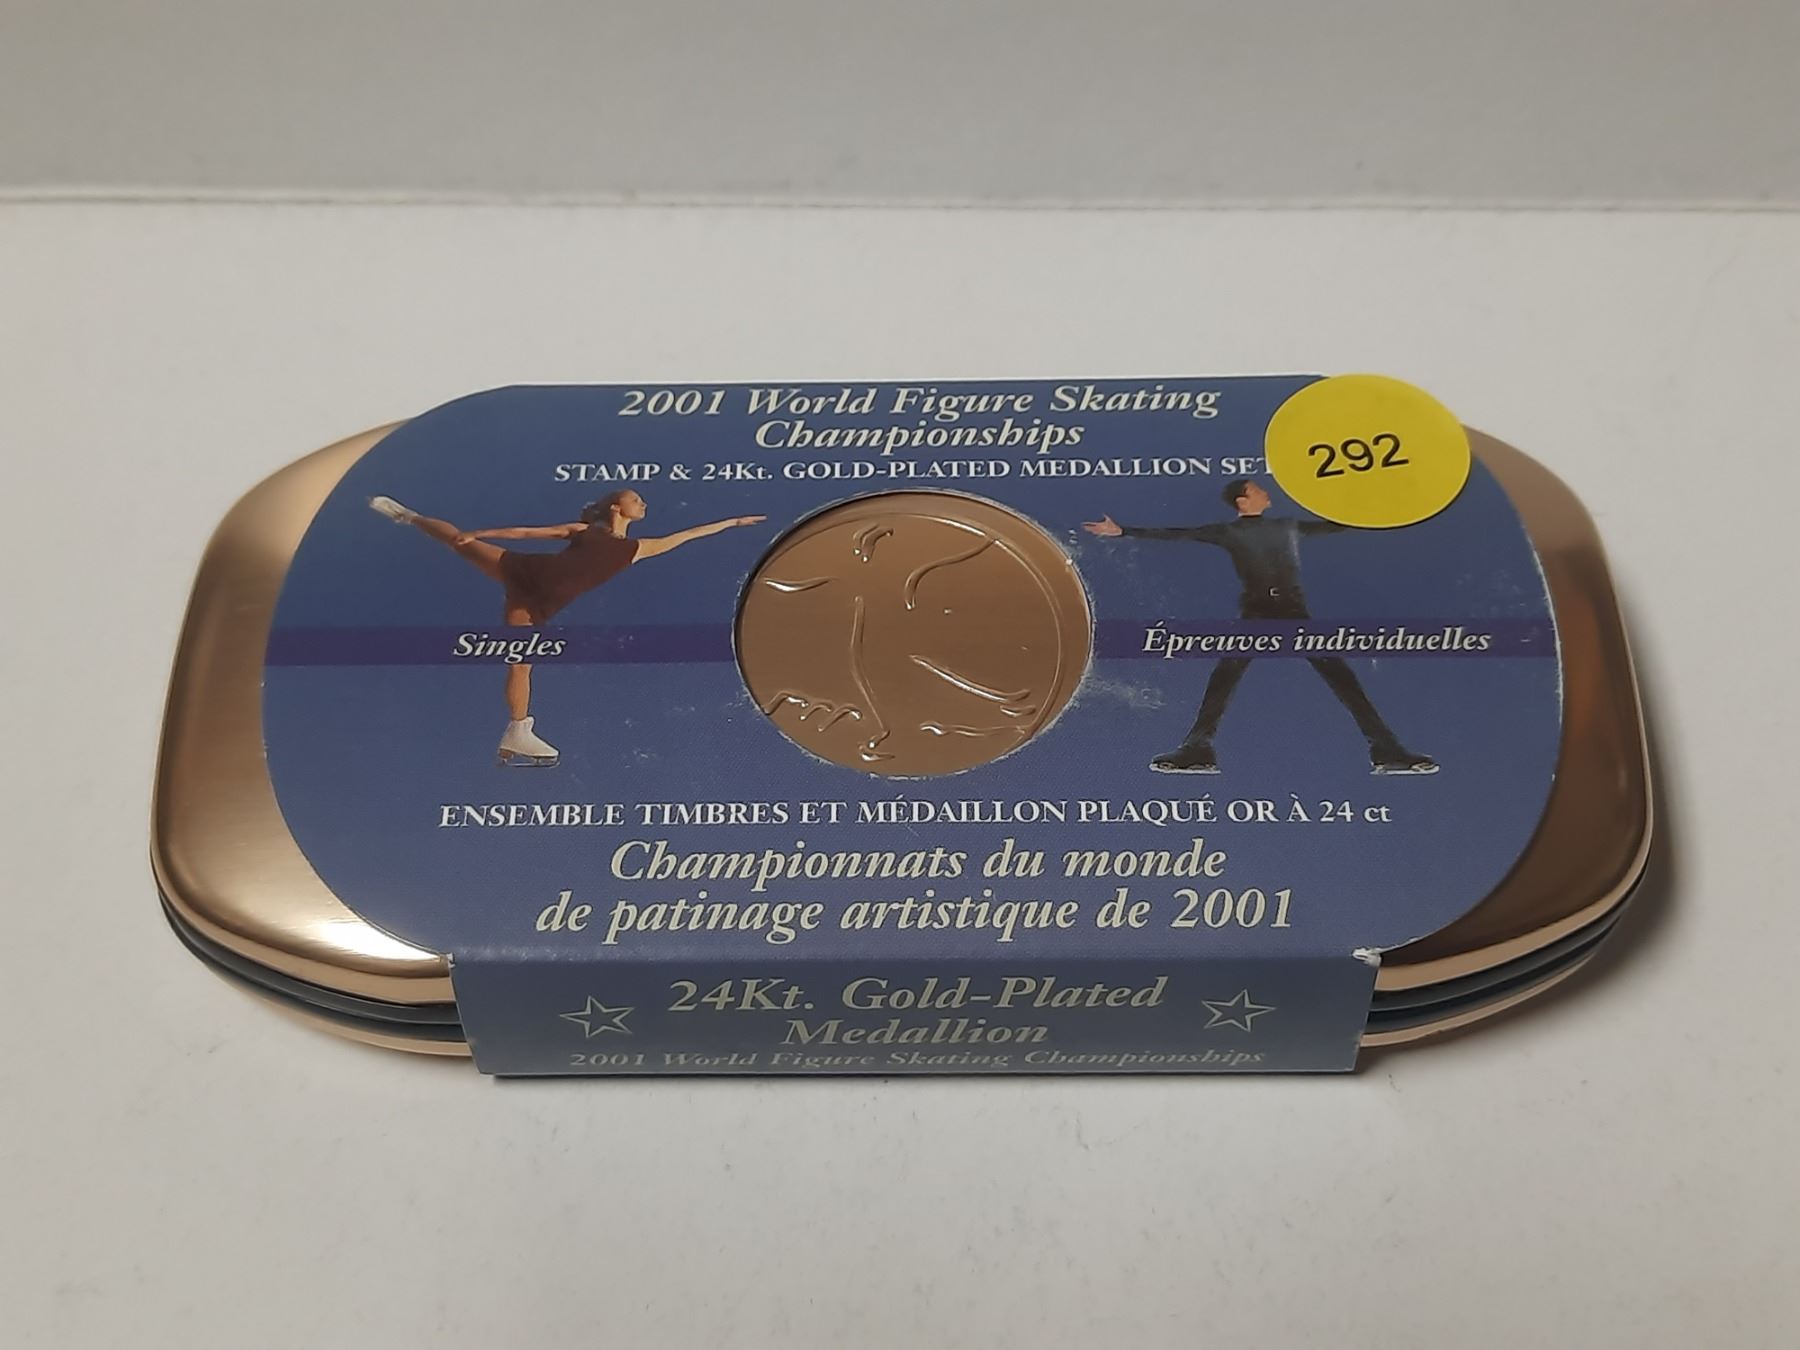 2001 World Figure Skating
Championships
STAMP & 24Kt. GOLD-PLATED MEDALLION SET
292
Singles
Épreuves individuelles
ENSEMBLE TIMBRES ET MÉDAILLON PLAQUÉ OR À 24 ct
Championnats du monde
de patinage artistique de 2001
24Kt. Gold-Plated
Medallion
2001 World Figure Skating Championships